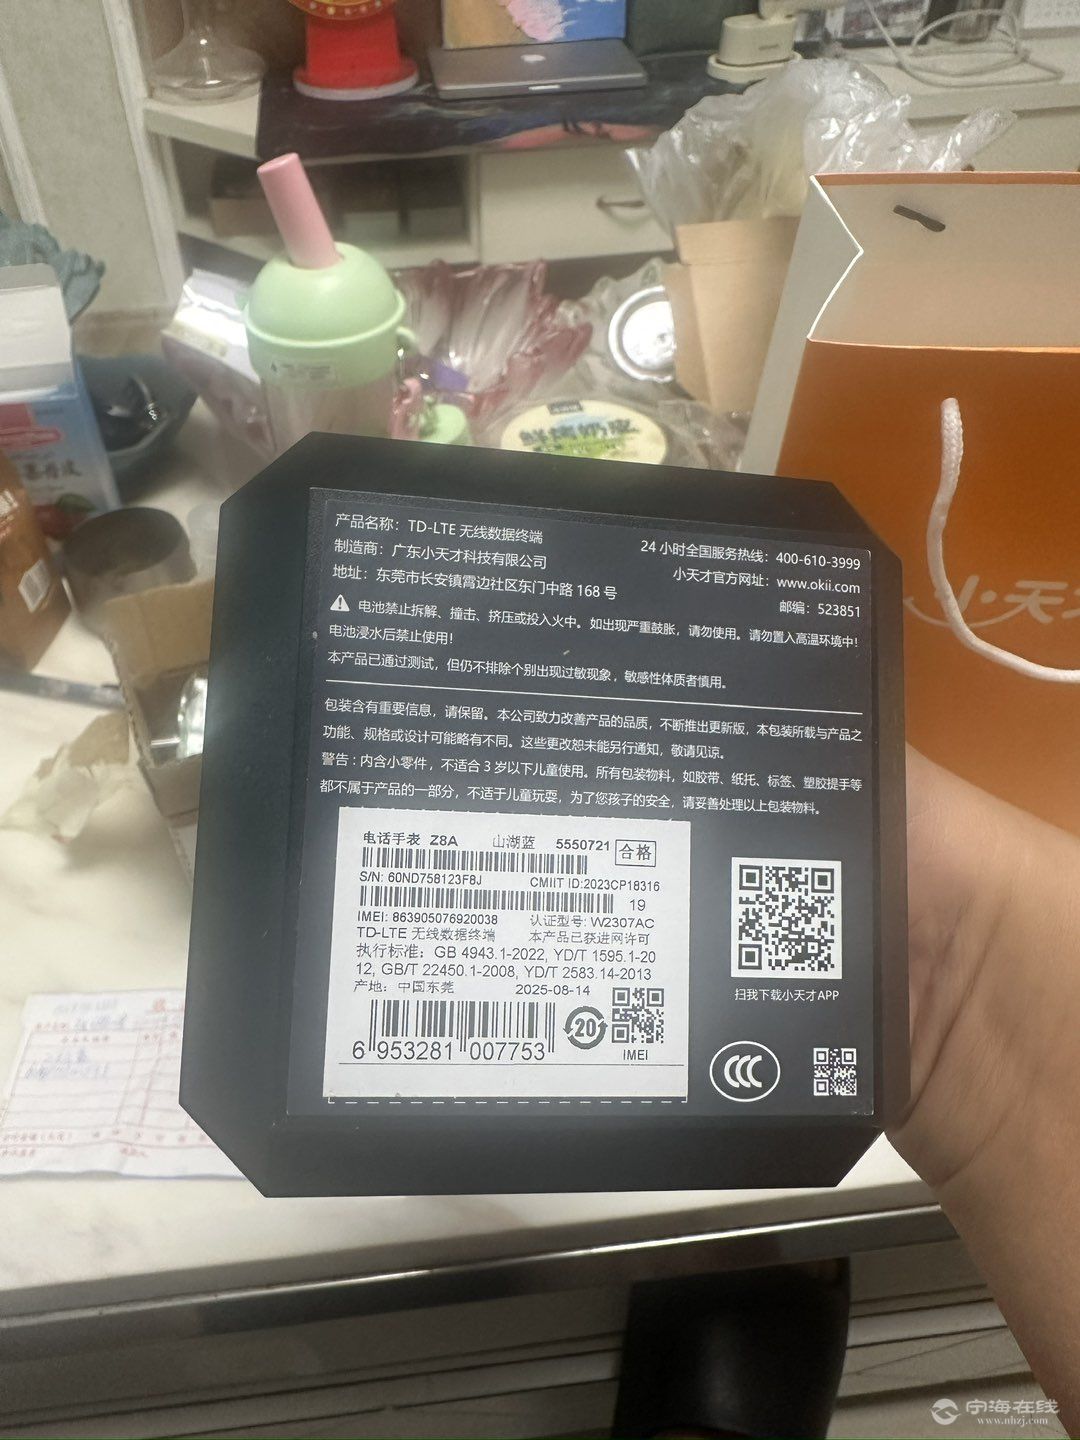 鲜烤奶蛋
小天才
产品名称：TD-LTE 无线数据终端
制造商：广东小天才科技有限公司
地址：东莞市长安镇霄边社区东门中路 168 号
24 小时全国服务热线：400-610-3999
小天才官方网址：www.okii.com
邮编：523851
电池禁止拆解、撞击、挤压或投入火中。如出现严重鼓胀，请勿使用。请勿置入高温环境中！
电池浸水后禁止使用！
本产品已通过测试，但仍不排除个别出现过敏现象，敏感性体质者慎用。
包装含有重要信息，请保留。本公司致力改善产品的品质，不断推出更新版，本包装所载与产品之
功能、规格或设计可能略有不同。这些更改恕未能另行通知，敬请见谅。
警告：内含小零件，不适合 3 岁以下儿童使用。所有包装物料，如胶带、纸托、标签、塑胶提手等
都不属于产品的一部分，不适于儿童玩耍，为了您孩子的安全，请妥善处理以上包装物料。
电话手表 Z8A 山湖蓝 5550721 合格
S/N: 60ND758123F8J CMIIT ID:2023CP18316
19
IMEI: 863905076920038 认证型号: W2307AC
TD-LTE 无线数据终端 本产品已获进网许可
执行标准：GB 4943.1-2022, YD/T 1595.1-20
12, GB/T 22450.1-2008, YD/T 2583.14-2013
产地：中国东莞 2025-08-14
6 953281 007753
20
IMEI
扫我下载小天才APP
CCC
宁海在线
www.nhzj.com